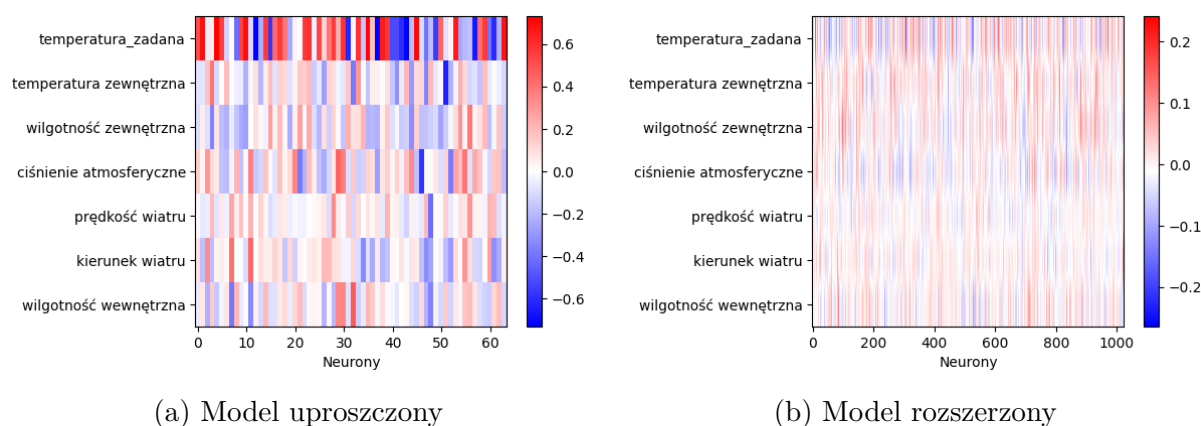 temperatura_zadana
temperatura zewnętrzna
wilgotność zewnętrzna
ciśnienie atmosferyczne
prędkość wiatru
kierunek wiatru
wilgotność wewnętrzna
0 10 20 30 40 50 60
Neurony
0.6
0.4
0.2
0.0
−0.2
−0.4
−0.6
(a) Model uproszczony
temperatura_zadana
temperatura zewnętrzna
wilgotność zewnętrzna
ciśnienie atmosferyczne
prędkość wiatru
kierunek wiatru
wilgotność wewnętrzna
0 200 400 600 800 1000
Neurony
0.2
0.1
0.0
−0.1
−0.2
(b) Model rozszerzony